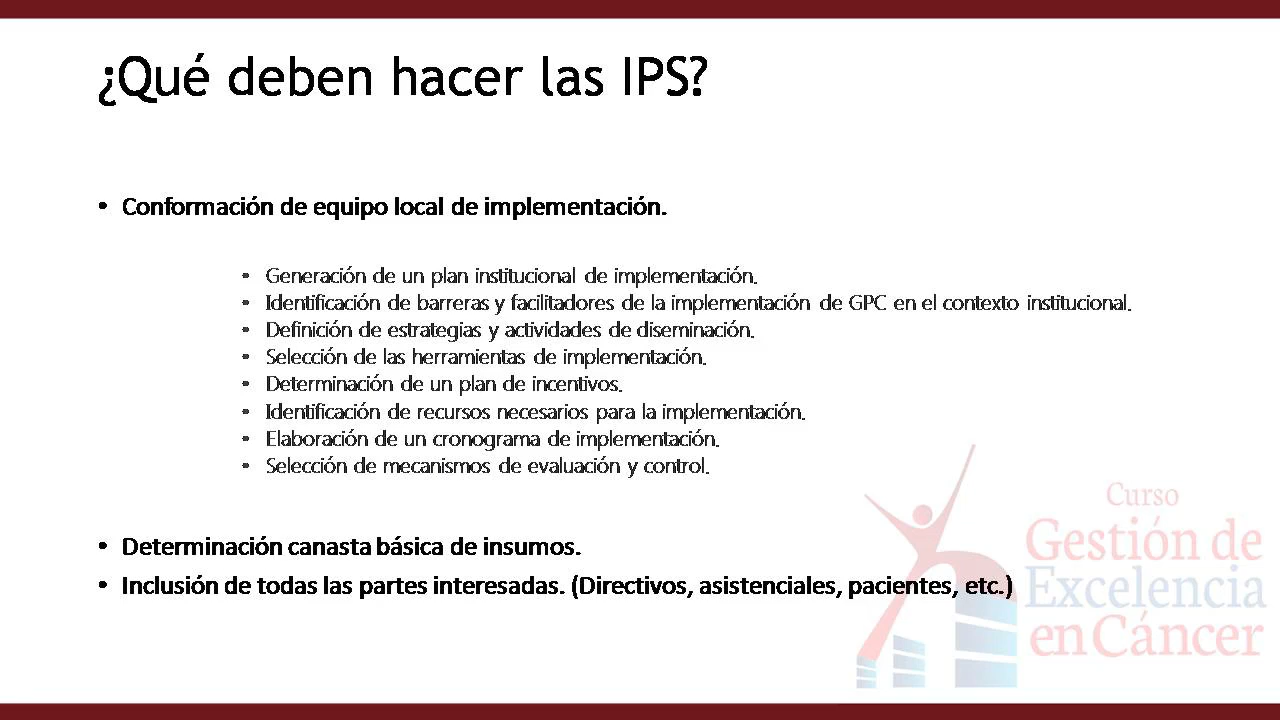 ¿Qué deben hacer las IPS?
• Conformación de equipo local de implementación.
• Generación de un plan institucional de implementación.
• Identificación de barreras y facilitadores de la implementación de GPC en el contexto institucional.
• Definición de estrategias y actividades de diseminación.
• Selección de las herramientas de implementación.
• Determinación de un plan de incentivos.
• Identificación de recursos necesarios para la implementación.
• Elaboración de un cronograma de implementación.
• Selección de mecanismos de evaluación y control.
• Determinación canasta básica de insumos.
• Inclusión de todas las partes interesadas. (Directivos, asistenciales, pacientes, etc.)
Curso
Gestión de
Excelencia
en Cáncer